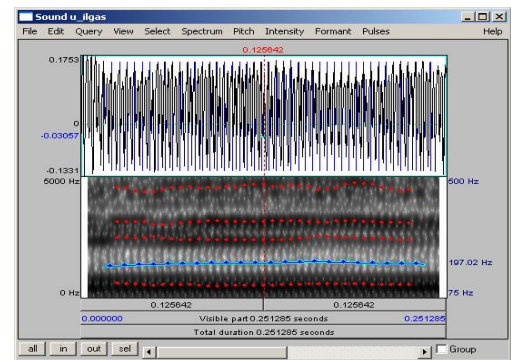 Sound u_ilgas
File Edit Query View Select Spectrum Pitch Intensity Formant Pulses Help
0.125642
0.1753
0
-0.03057
-0.1331
5000 Hz 500 Hz
197.02 Hz
0 Hz 75 Hz
0.125642 0.125642
0.000000 Visible part 0.251285 seconds 0.251285
Total duration 0.251285 seconds
all in out sel Group